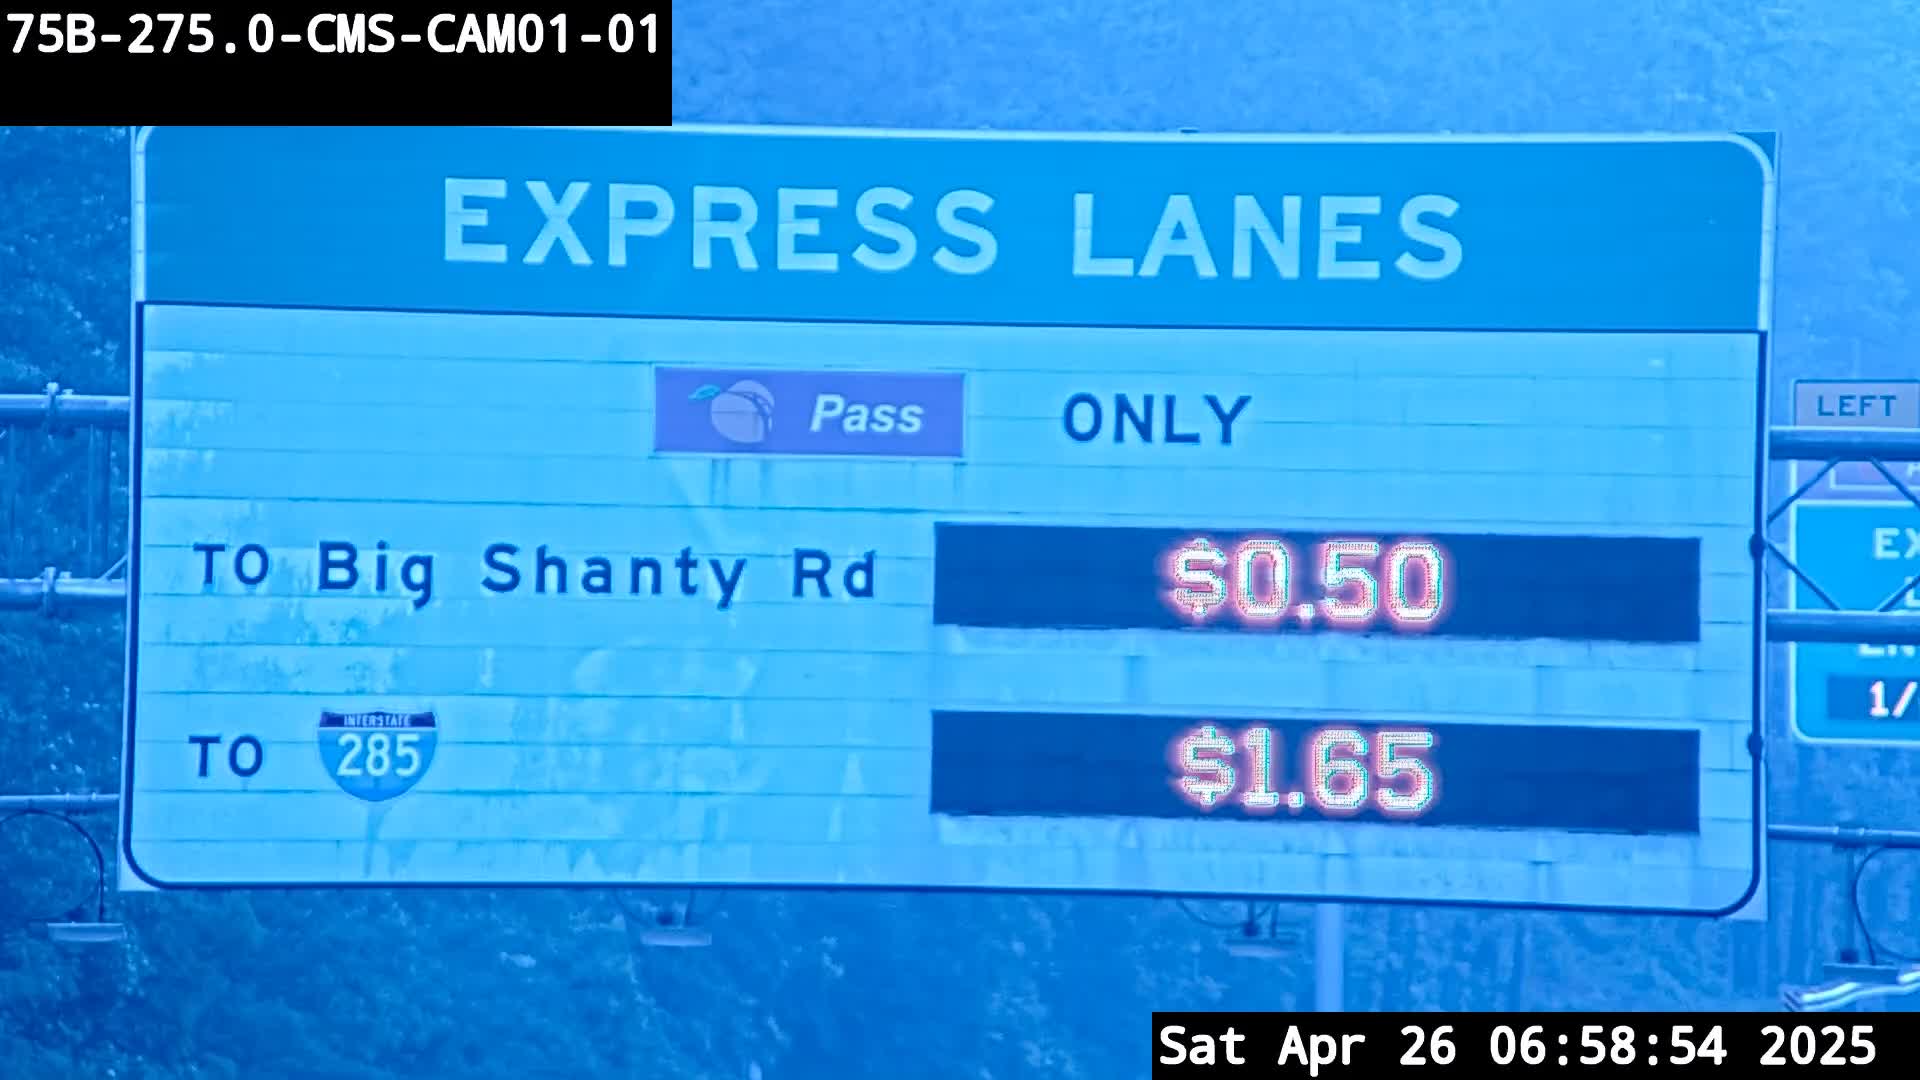 75B-275.0-CMS-CAM01-01
EXPRESS LANES
Pass ONLY
TO Big Shanty Rd $0.50
TO INTERSTATE 285 $1.65
LEFT
1/
Sat Apr 26 06:58:54 2025